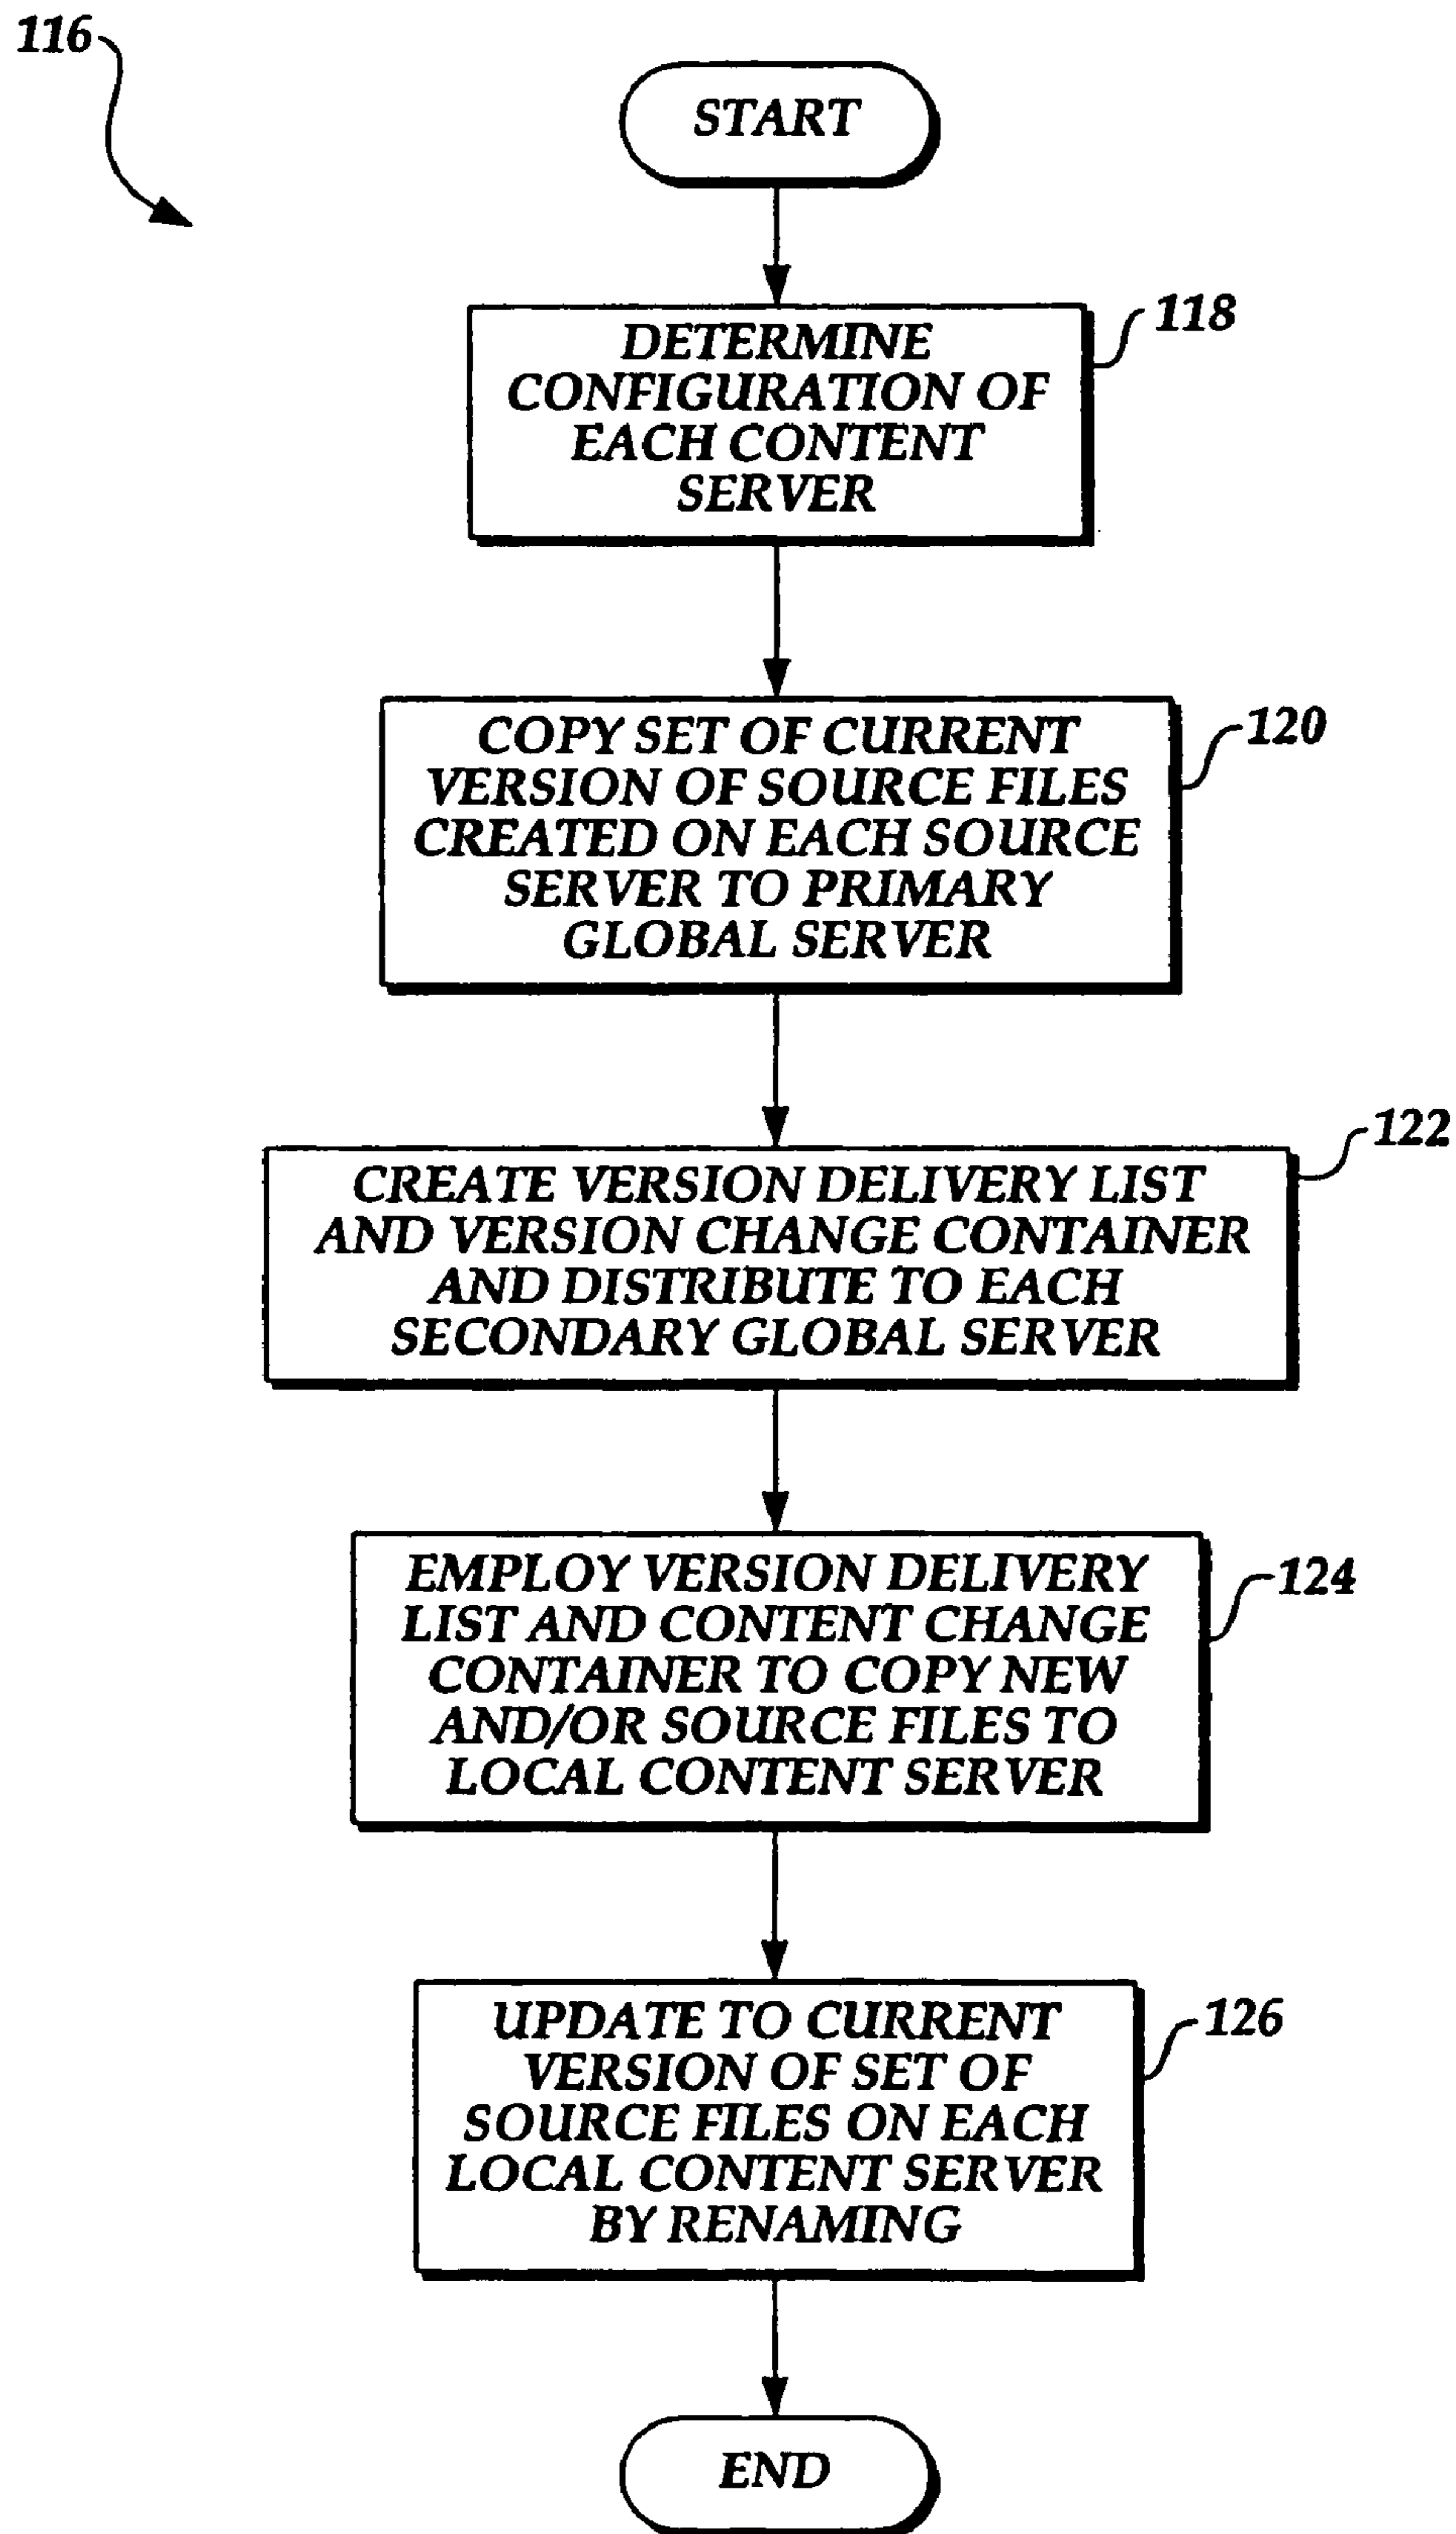 116
START
DETERMINE
CONFIGURATION OF
EACH CONTENT
SERVER
118
COPY SET OF CURRENT
VERSION OF SOURCE FILES
CREATED ON EACH SOURCE
SERVER TO PRIMARY
GLOBAL SERVER
120
CREATE VERSION DELIVERY LIST
AND VERSION CHANGE CONTAINER
AND DISTRIBUTE TO EACH
SECONDARY GLOBAL SERVER
122
EMPLOY VERSION DELIVERY
LIST AND CONTENT CHANGE
CONTAINER TO COPY NEW
AND/OR SOURCE FILES TO
LOCAL CONTENT SERVER
124
UPDATE TO CURRENT
VERSION OF SET OF
SOURCE FILES ON EACH
LOCAL CONTENT SERVER
BY RENAMING
126
END